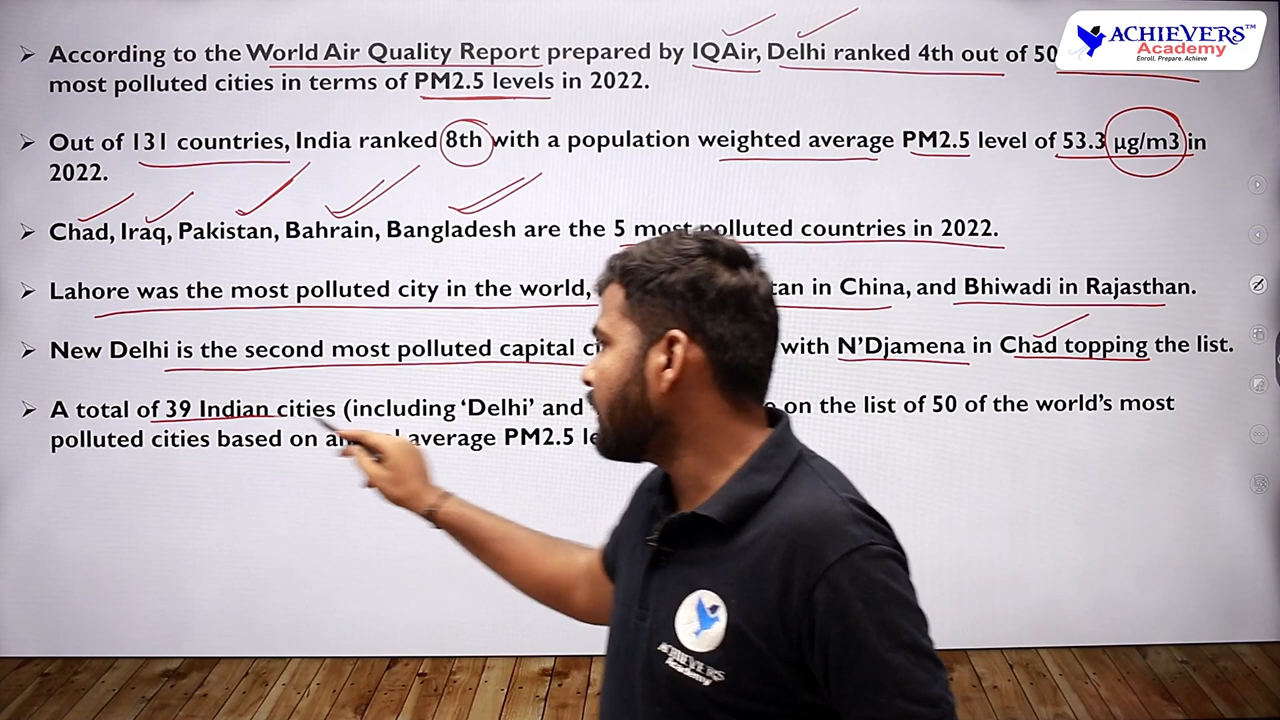 ACHIEVERS™
Academy
Enroll. Prepare. Achieve
➢ According to the World Air Quality Report prepared by IQAir, Delhi ranked 4th out of 50
most polluted cities in terms of PM2.5 levels in 2022.
➢ Out of 131 countries, India ranked 8th with a population weighted average PM2.5 level of 53.3 µg/m3 in
2022.
➢ Chad, Iraq, Pakistan, Bahrain, Bangladesh are the 5 most polluted countries in 2022.
➢ Lahore was the most polluted city in the world, in China, and Bhiwadi in Rajasthan.
➢ New Delhi is the second most polluted capital with N’Djamena in Chad topping the list.
➢ A total of 39 Indian cities (including ‘Delhi’ and on the list of 50 of the world’s most
polluted cities based on average PM2.5
ACHIEVERS
Academy